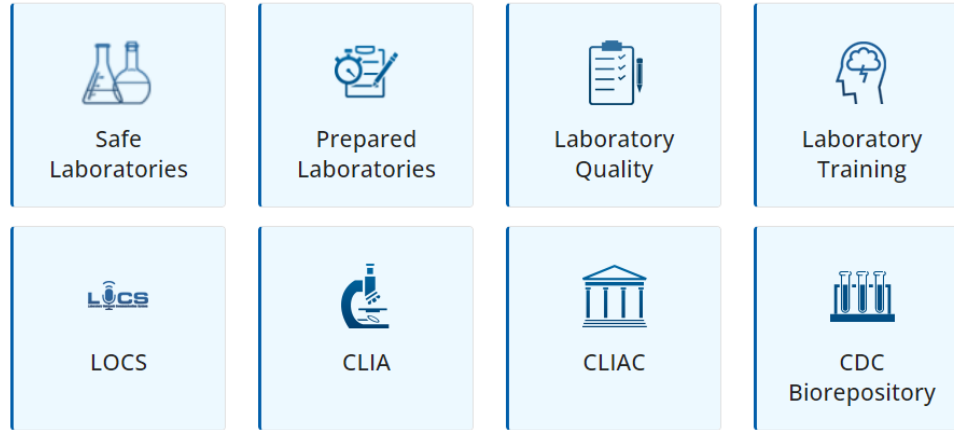 Safe
Laboratories
Prepared
Laboratories
Laboratory
Quality
Laboratory
Training
LOCS
LOCS
CLIA
CLIAC
CDC
Biorepository